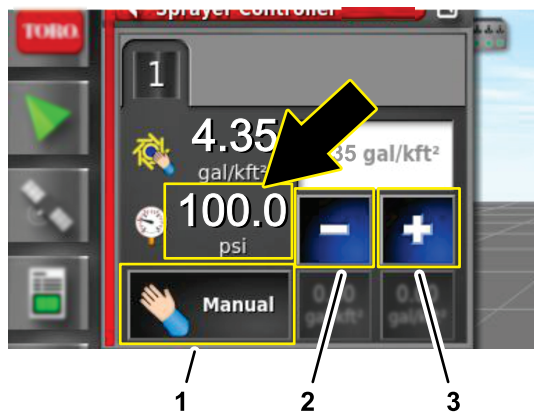 Sprayer Controller
TORO
1
4.35
gal/kft²
35 gal/kft²
100.0
psi
Manual
1
2
3